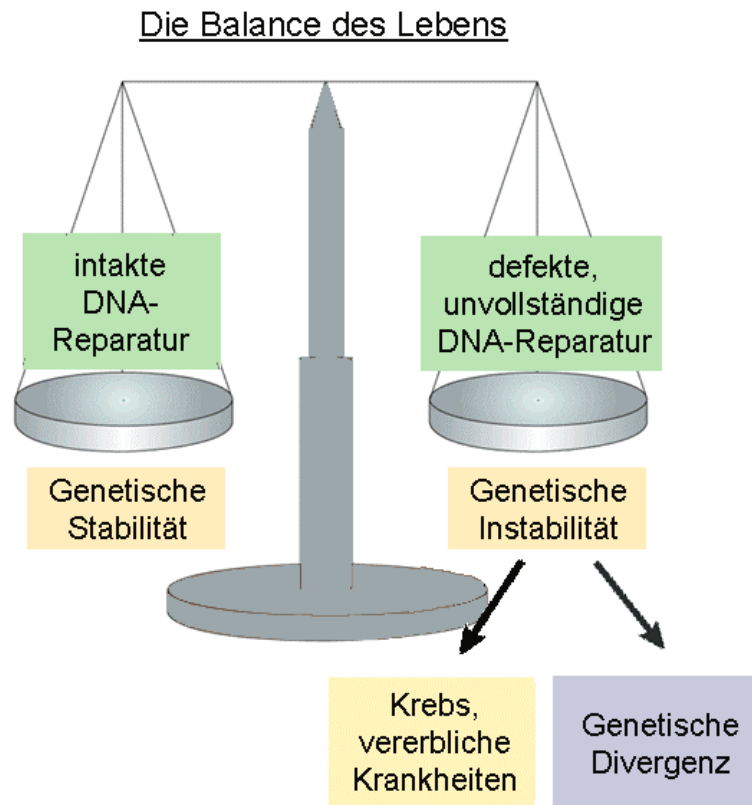 Die Balance des Lebens
intakte
DNA-
Reparatur
defekte,
unvollständige
DNA-Reparatur
Genetische
Stabilität
Genetische
Instabilität
Krebs,
vererbliche
Krankheiten
Genetische
Divergenz